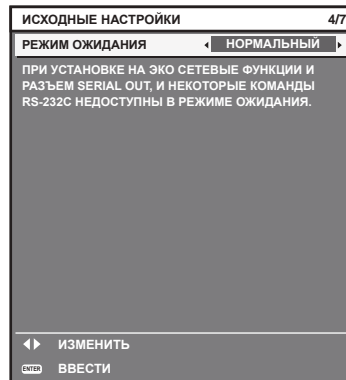 ИСХОДНЫЕ НАСТРОЙКИ 4/7
РЕЖИМ ОЖИДАНИЯ НОРМАЛЬНЫЙ
ПРИ УСТАНОВКЕ НА ЭКО СЕТЕВЫЕ ФУНКЦИИ И
РАЗЪЕМ SERIAL OUT, И НЕКОТОРЫЕ КОМАНДЫ
RS-232C НЕДОСТУПНЫ В РЕЖИМЕ ОЖИДАНИЯ.
ИЗМЕНИТЬ
ENTER ВВЕСТИ